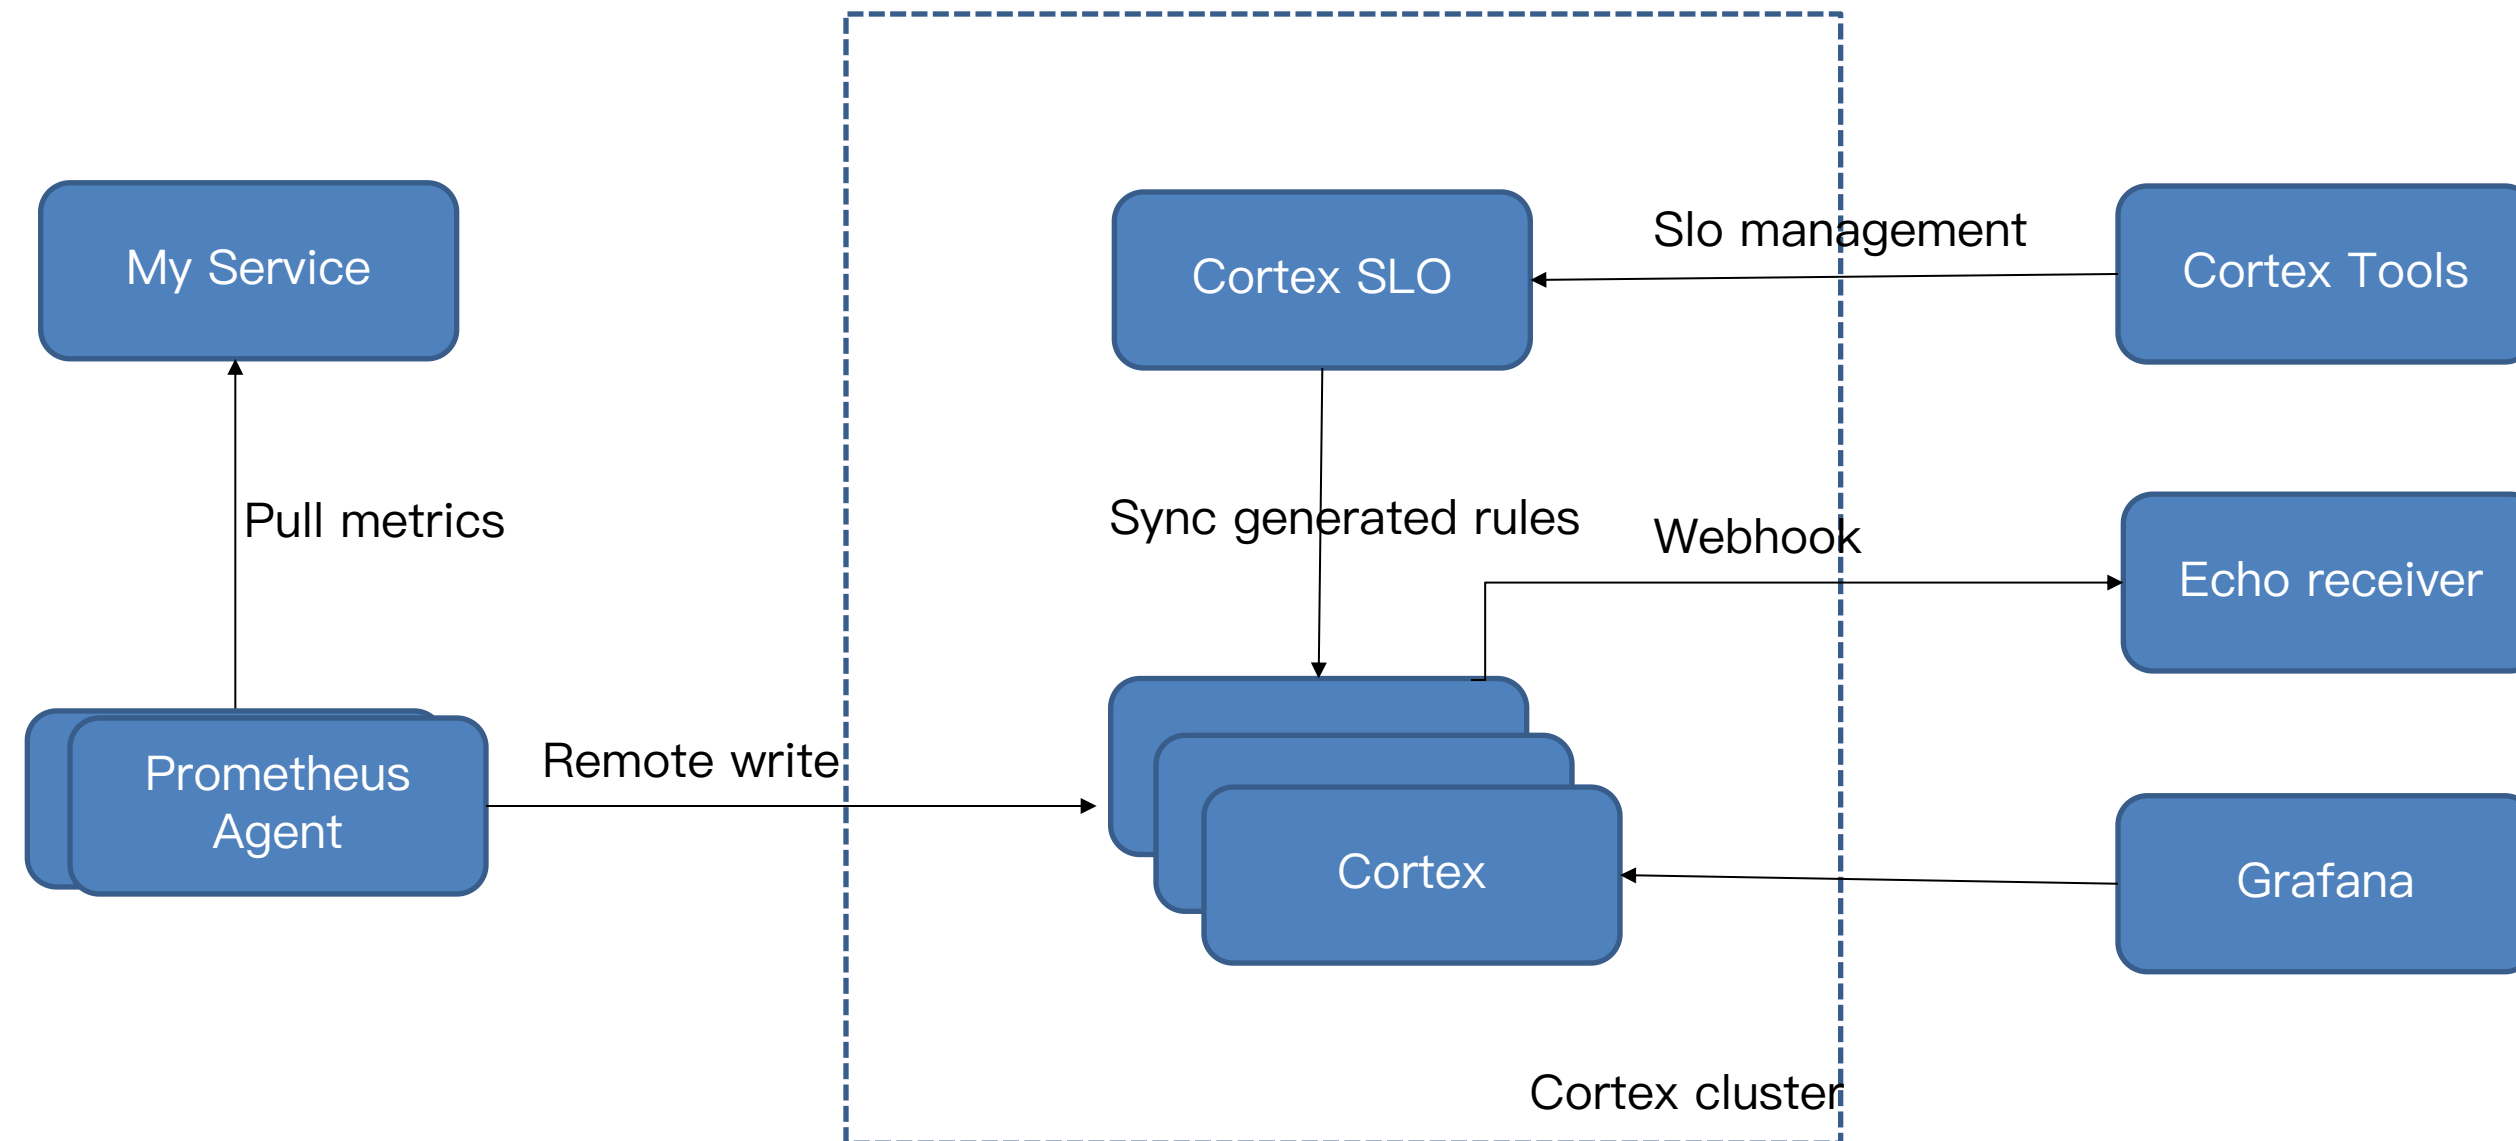 My Service
Cortex SLO
Slo management
Cortex Tools
Pull metrics
Sync generated rules
Webhook
Echo receiver
Prometheus
Agent
Remote write
Cortex
Grafana
Cortex cluster